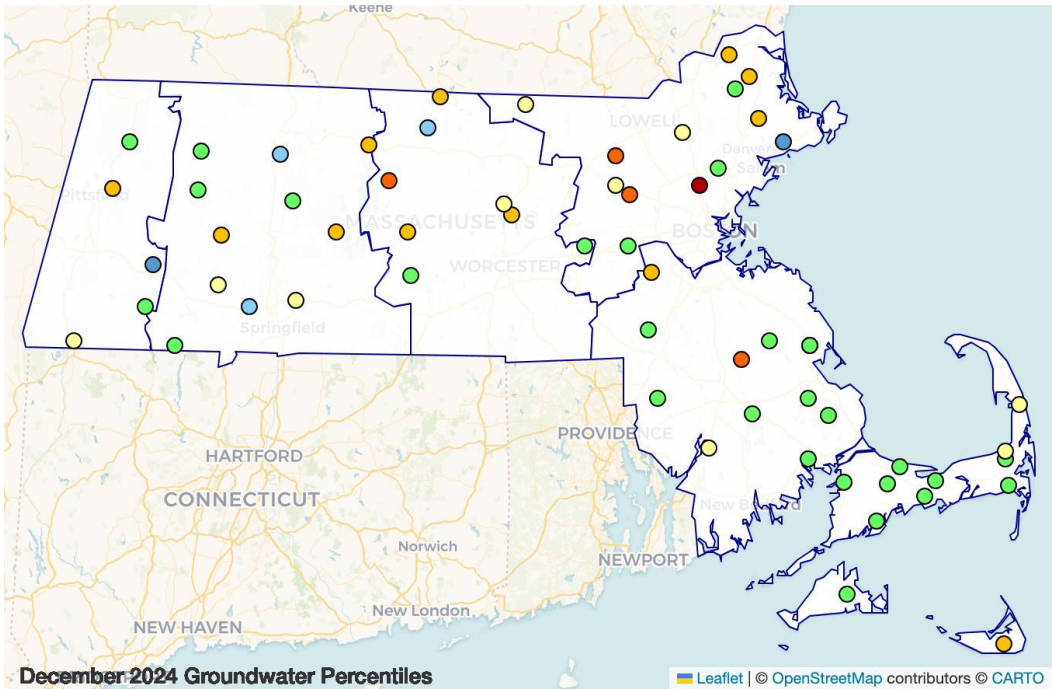 Keene
LOWELL
Danvers
Salem
Pittsfield
MASSACHUSETTS
BOSTON
WORCESTER
Springfield
PROVIDENCE
HARTFORD
CONNECTICUT
New Bedford
Norwich
NEWPORT
New London
NEW HAVEN
December 2024 Groundwater Percentiles
Leaflet | © OpenStreetMap contributors © CARTO